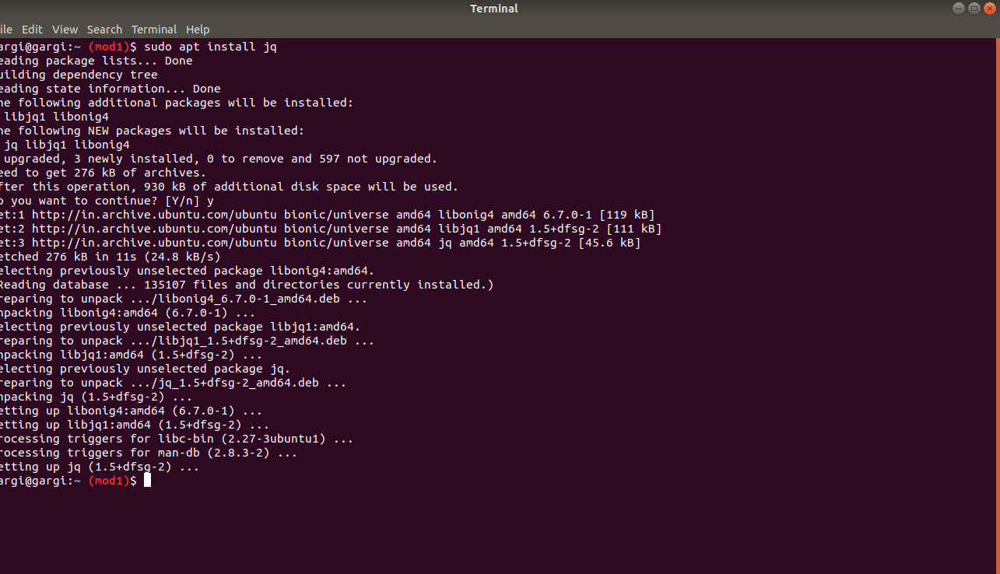 Terminal
ile Edit View Search Terminal Help
argi@gargi:~ (mod1)$ sudo apt install jq
eading package lists... Done
uilding dependency tree
eading state information... Done
he following additional packages will be installed:
libjq1 libonig4
he following NEW packages will be installed:
jq libjq1 libonig4
upgraded, 3 newly installed, 0 to remove and 597 not upgraded.
eed to get 276 kB of archives.
fter this operation, 930 kB of additional disk space will be used.
o you want to continue? [Y/n] y
et:1 http://in.archive.ubuntu.com/ubuntu bionic/universe amd64 libonig4 amd64 6.7.0-1 [119 kB]
et:2 http://in.archive.ubuntu.com/ubuntu bionic/universe amd64 libjq1 amd64 1.5+dfsg-2 [111 kB]
et:3 http://in.archive.ubuntu.com/ubuntu bionic/universe amd64 jq amd64 1.5+dfsg-2 [45.6 kB]
etched 276 kB in 11s (24.8 kB/s)
electing previously unselected package libonig4:amd64.
Reading database ... 135107 files and directories currently installed.)
reparing to unpack .../libonig4_6.7.0-1_amd64.deb ...
npacking libonig4:amd64 (6.7.0-1) ...
electing previously unselected package libjq1:amd64.
reparing to unpack .../libjq1_1.5+dfsg-2_amd64.deb ...
npacking libjq1:amd64 (1.5+dfsg-2) ...
electing previously unselected package jq.
reparing to unpack .../jq_1.5+dfsg-2_amd64.deb ...
npacking jq (1.5+dfsg-2) ...
etting up libonig4:amd64 (6.7.0-1) ...
etting up libjq1:amd64 (1.5+dfsg-2) ...
rocessing triggers for libc-bin (2.27-3ubuntu1) ...
rocessing triggers for man-db (2.8.3-2) ...
etting up jq (1.5+dfsg-2) ...
argi@gargi:~ (mod1)$